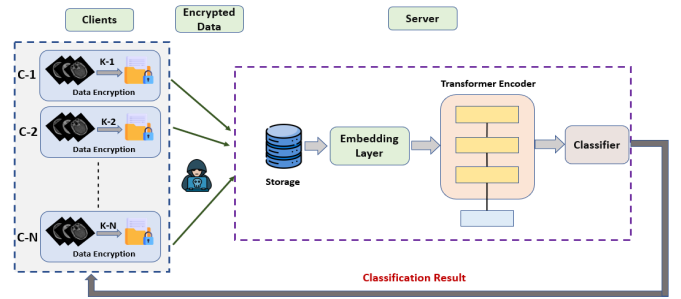 Clients
Encrypted
Data
Server
C-1
K-1
Data Encryption
C-2
K-2
Data Encryption
C-N
K-N
Data Encryption
Storage
Embedding
Layer
Transformer Encoder
Classifier
Classification Result